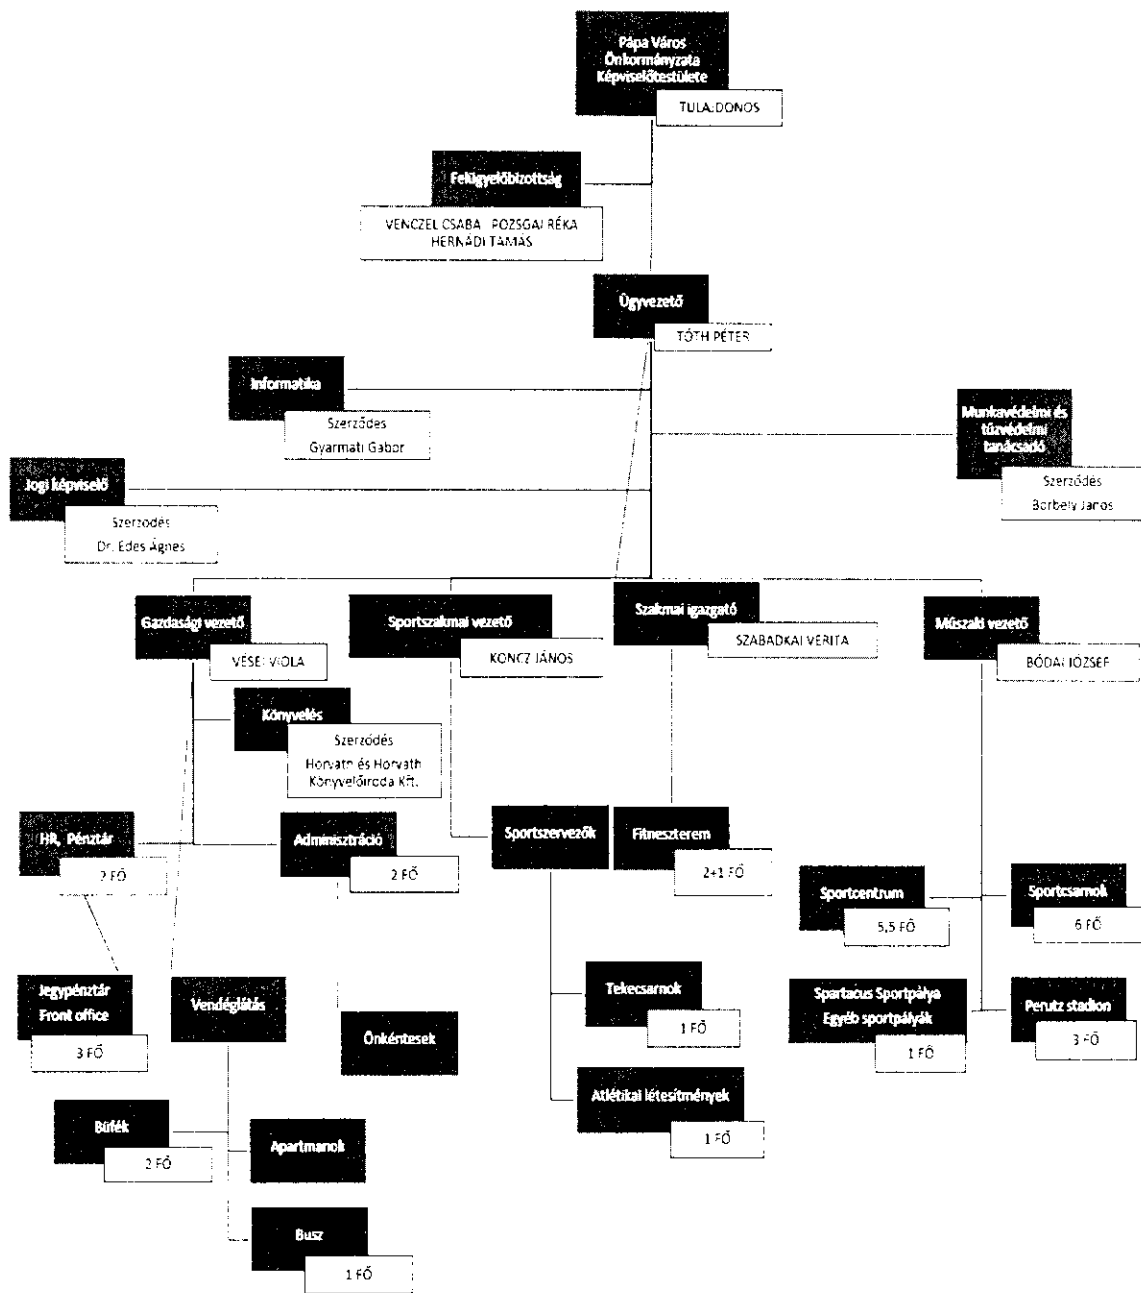 Pápa Város
Önkormányzata
Képviselőtestülete
TULAJDONOS
Felügyelőbizottság
VENCZEL CSABA POZSGAI RÉKA
HERNÁDI TAMÁS
Ügyvezető
TÓTH PÉTER
Informatika
Szerződés
Gyarmati Gábor
Munkavédelmi és
tűzvédelmi
tanácsadó
Szerződés
Borbély János
Jogi képviselő
Szerződés
Dr. Édes Ágnes
Gazdasági vezető
VÉSEI VIOLA
Sportszakmai vezető
KONCZ JÁNOS
Szakmai igazgató
SZABADKAI VERITA
Műszaki vezető
BÓDAI JÓZSEF
Könyvelés
Szerződés
Horváth és Horváth
Könyvelőiroda Kft.
HR, Pénztár
2 FŐ
Adminisztráció
2 FŐ
Sportszervezők
Fitneszterem
2+1 FŐ
Sportcentrum
5,5 FŐ
Sportcsarnok
6 FŐ
Jegypénztár
Front office
3 FŐ
Vendéglátás
Önkéntesek
Tekecsarnok
1 FŐ
Spartacus Sportpálya
Egyéb sportpályák
1 FŐ
Perutz stadion
3 FŐ
Atlétikai létesítmények
1 FŐ
Büfék
2 FŐ
Apartmanok
Busz
1 FŐ